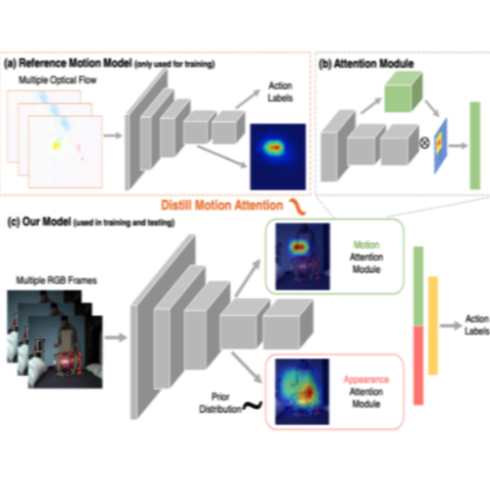 (a) Reference Motion Model (only used for training)
Multiple Optical Flow
Action
Labels
(b) Attention Module
Distill Motion Attention
(c) Our Model (used in training and testing)
Multiple RGB Frames
Motion
Attention
Module
Prior
Distribution
Appearance
Attention
Module
Action
Labels